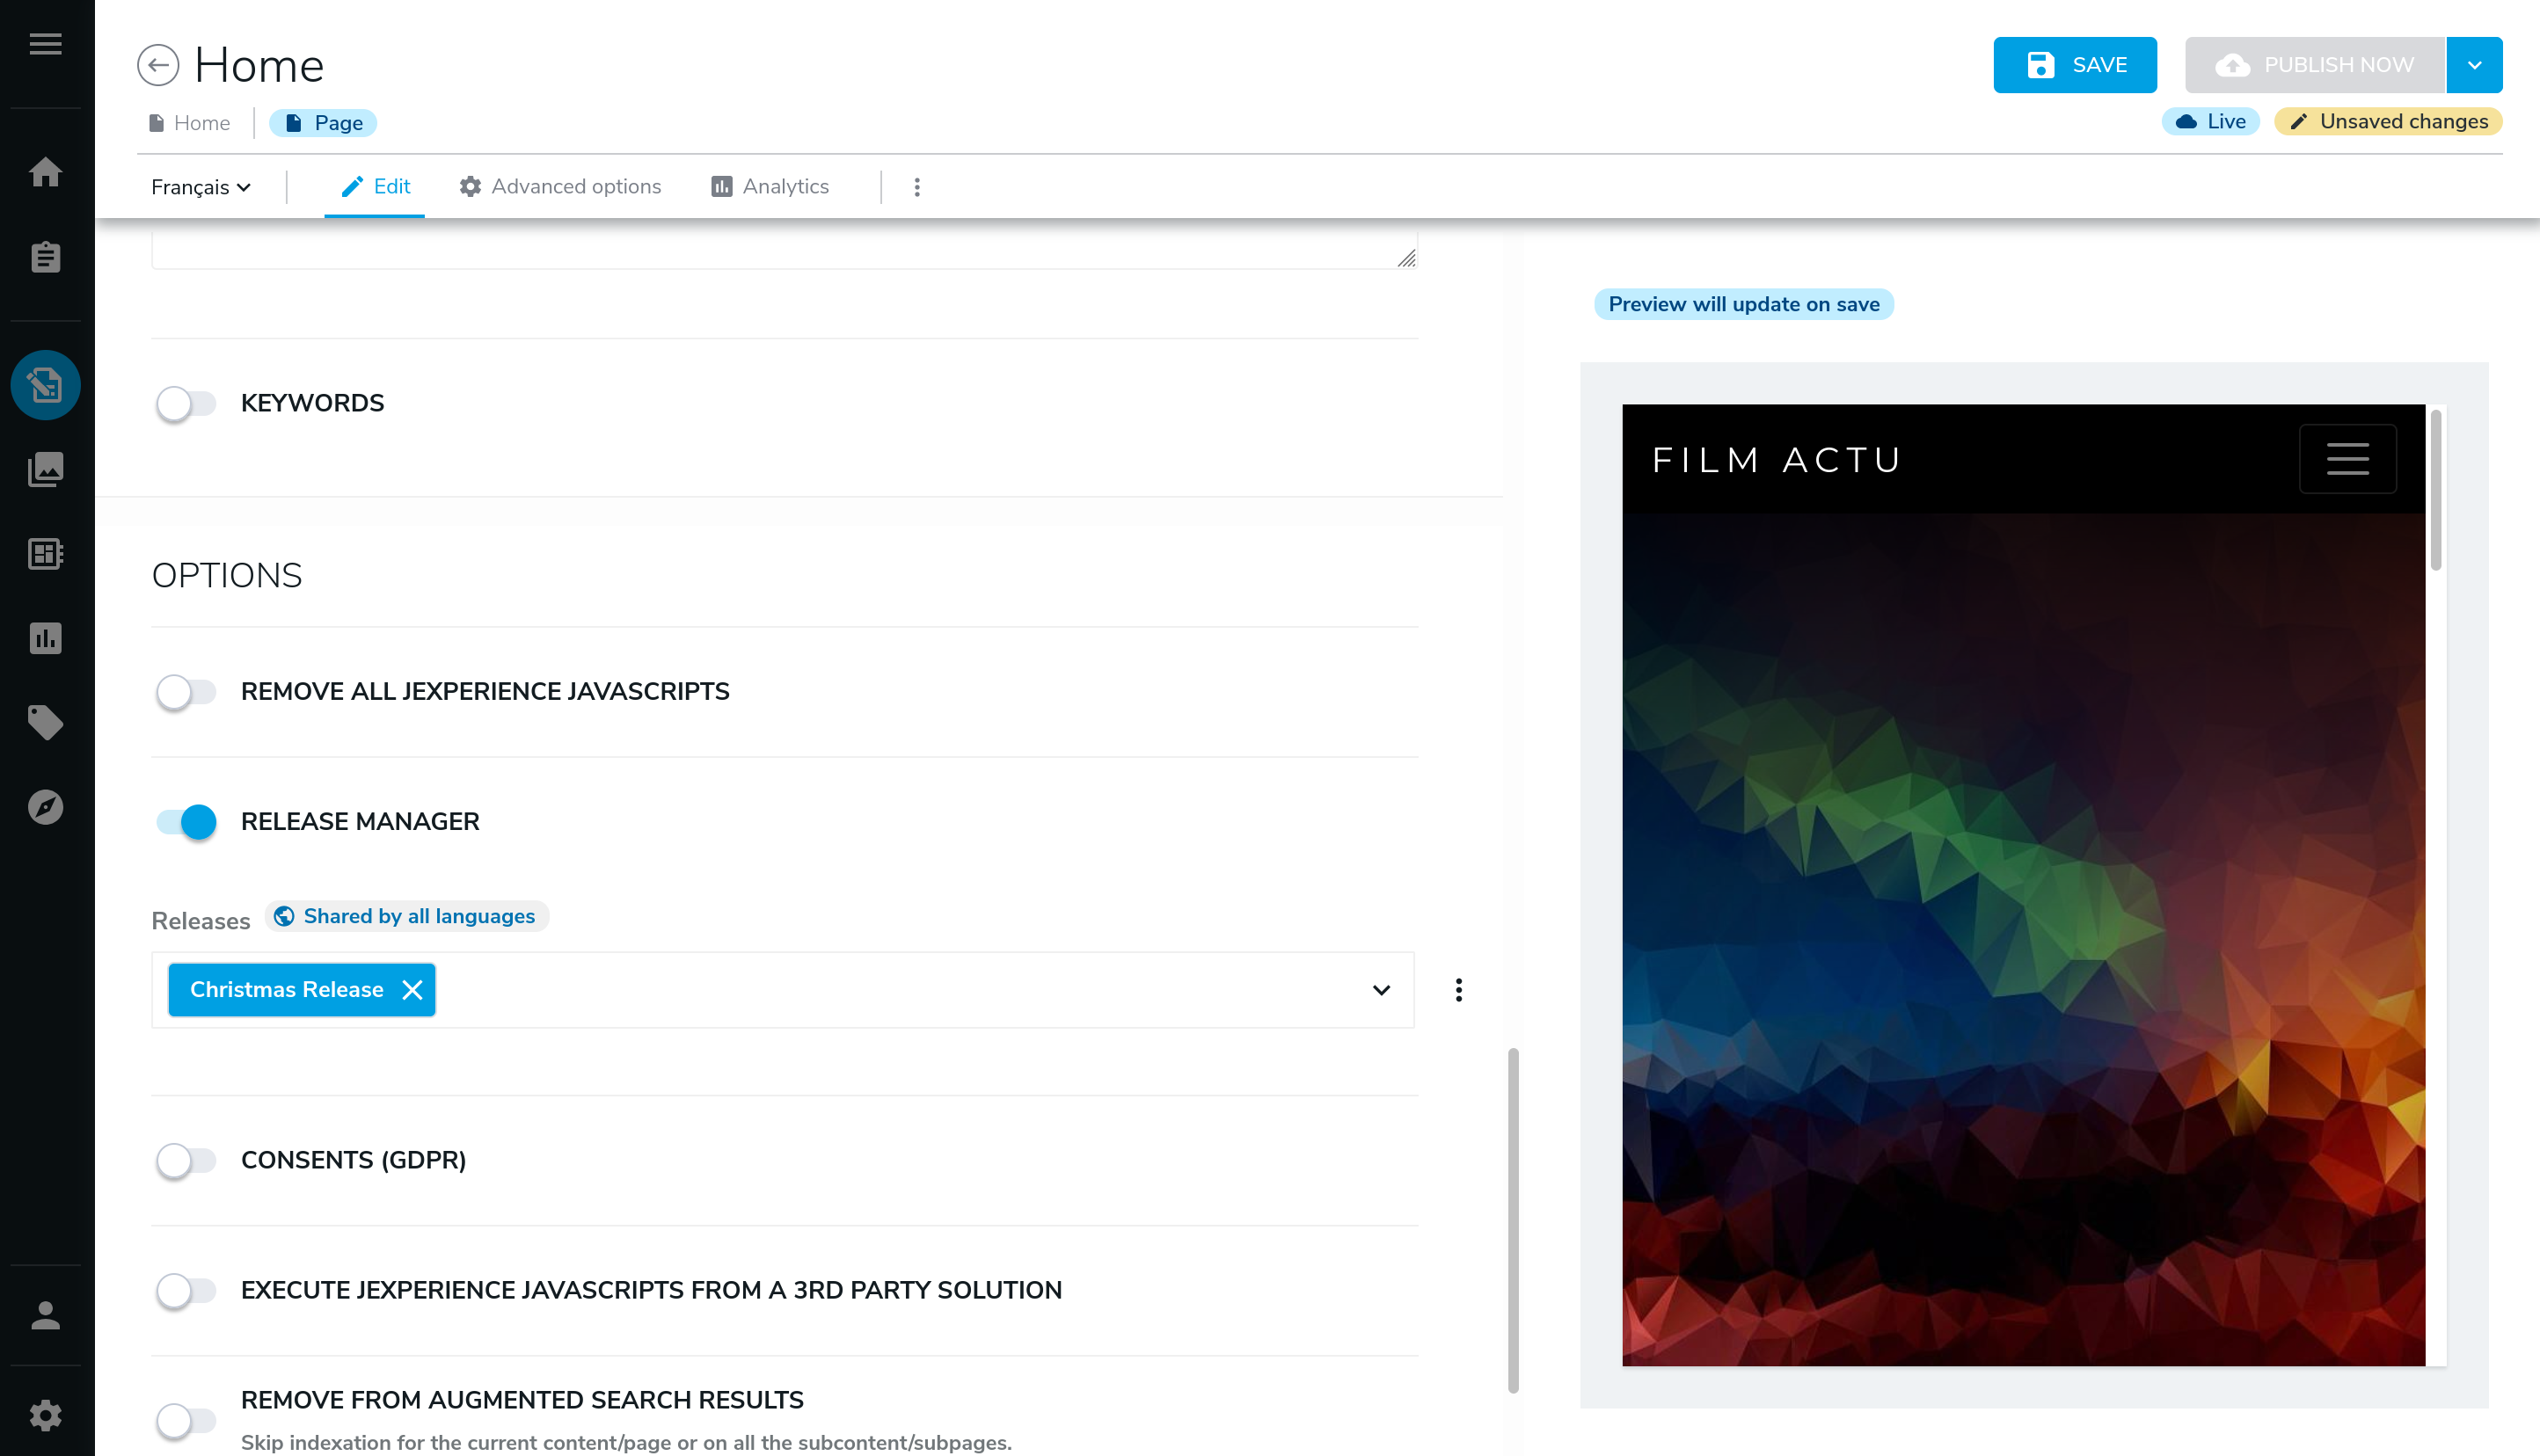 Home
SAVE
PUBLISH NOW
Home
Page
Live
Unsaved changes
Français
Edit
Advanced options
Analytics
Preview will update on save
KEYWORDS
FILM ACTU
OPTIONS
REMOVE ALL JEXPERIENCE JAVASCRIPTS
RELEASE MANAGER
Releases
Shared by all languages
Christmas Release
CONSENTS (GDPR)
EXECUTE JEXPERIENCE JAVASCRIPTS FROM A 3RD PARTY SOLUTION
REMOVE FROM AUGMENTED SEARCH RESULTS
Skip indexation for the current content/page or on all the subcontent/subpages.